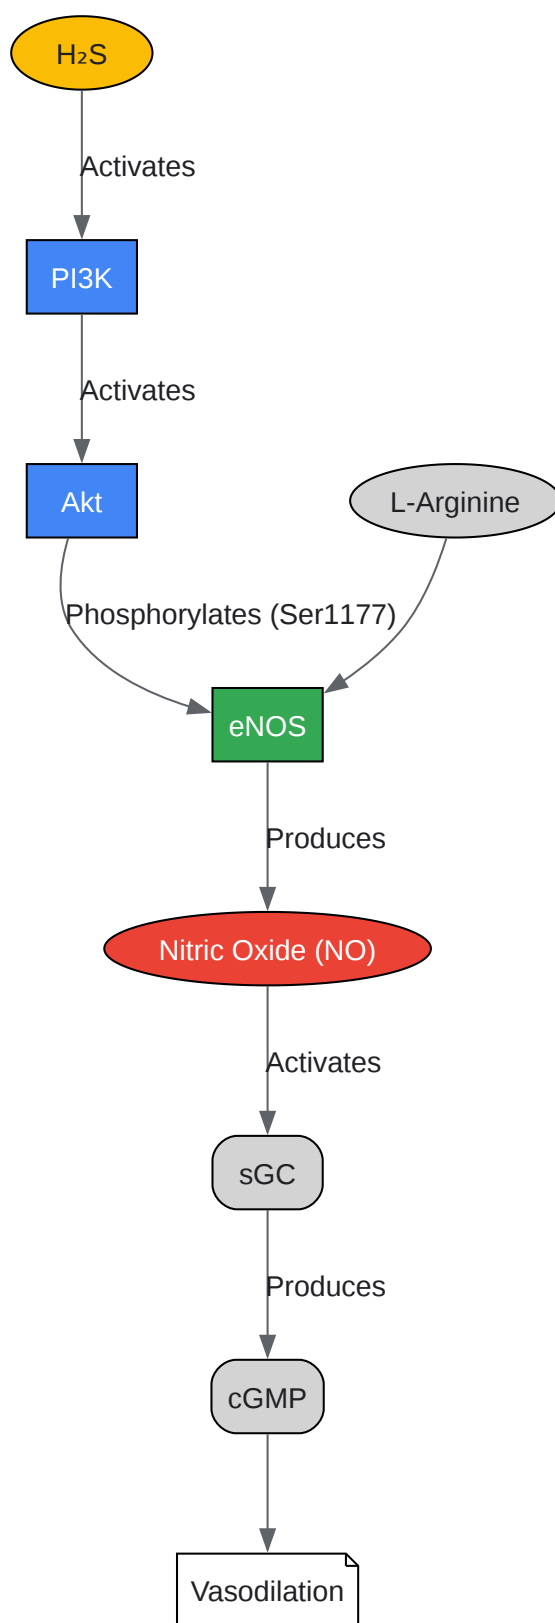 H₂S
Activates
PI3K
Activates
Akt
L-Arginine
Phosphorylates (Ser1177)
eNOS
Produces
Nitric Oxide (NO)
Activates
sGC
Produces
cGMP
Vasodilation